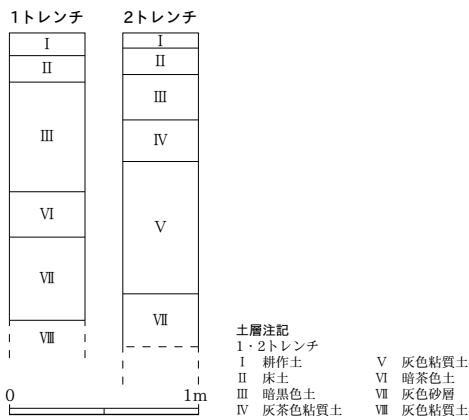 1トレンチ 2トレンチ
Ⅰ Ⅰ
Ⅱ Ⅱ
Ⅲ Ⅲ
Ⅳ
Ⅵ Ⅴ
Ⅶ
Ⅷ Ⅶ
0 1m
土層注記
1・2トレンチ
Ⅰ 耕作土 Ⅴ 灰色粘質土
Ⅱ 床土 Ⅵ 暗茶色土
Ⅲ 暗黒色土 Ⅶ 灰色砂層
Ⅳ 灰茶色粘質土 Ⅷ 灰色粘質土